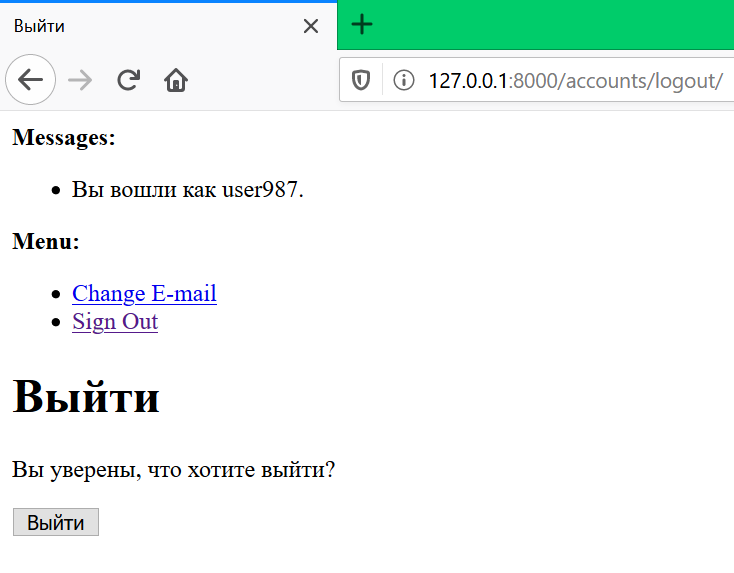 Выйти
127.0.0.1:8000/accounts/logout/
Messages:
Вы вошли как user987.
Menu:
Change E-mail
Sign Out
Выйти
Вы уверены, что хотите выйти?
Выйти